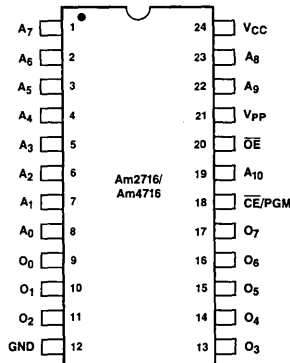 A7 1 24 VCC
A6 2 23 A8
A5 3 22 A9
A4 4 21 VPP
A3 5 20 O̅E̅
A2 6 19 A10
Am2716/
Am4716
A1 7 18 C̅E̅/PGM
A0 8 17 O7
O0 9 16 O6
O1 10 15 O5
O2 11 14 O4
GND 12 13 O3